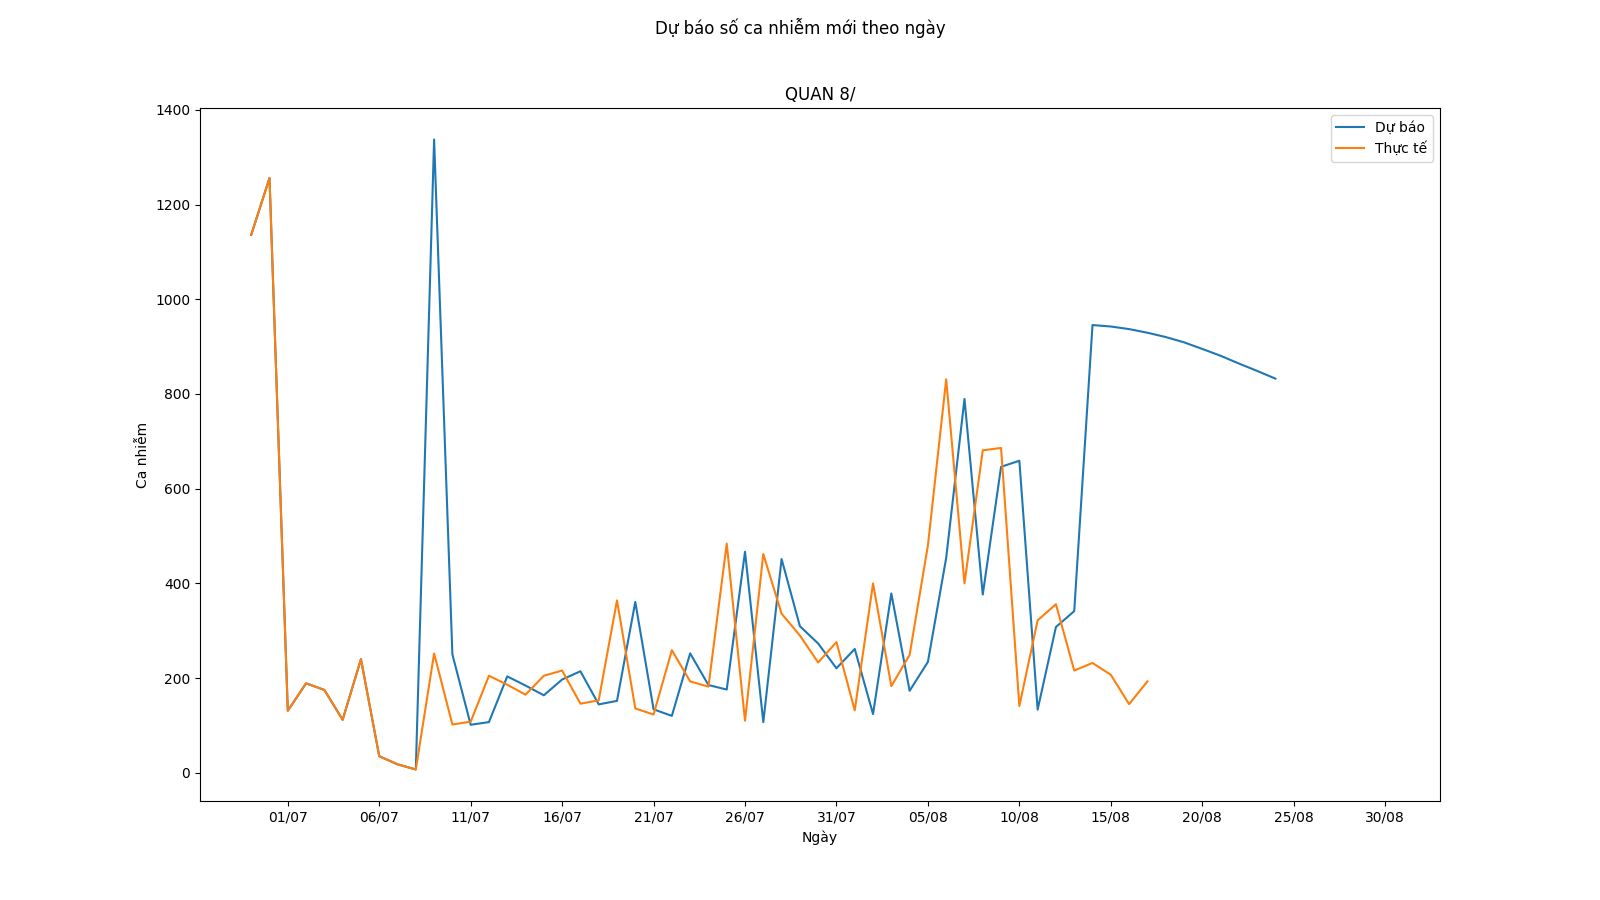 Dự báo số ca nhiễm mới theo ngày
QUAN 8/
1400
1200
1000
800
600
400
200
0
Ca nhiễm
Dự báo
Thực tế
01/07 06/07 11/07 16/07 21/07 26/07 31/07 05/08 10/08 15/08 20/08 25/08 30/08
Ngày